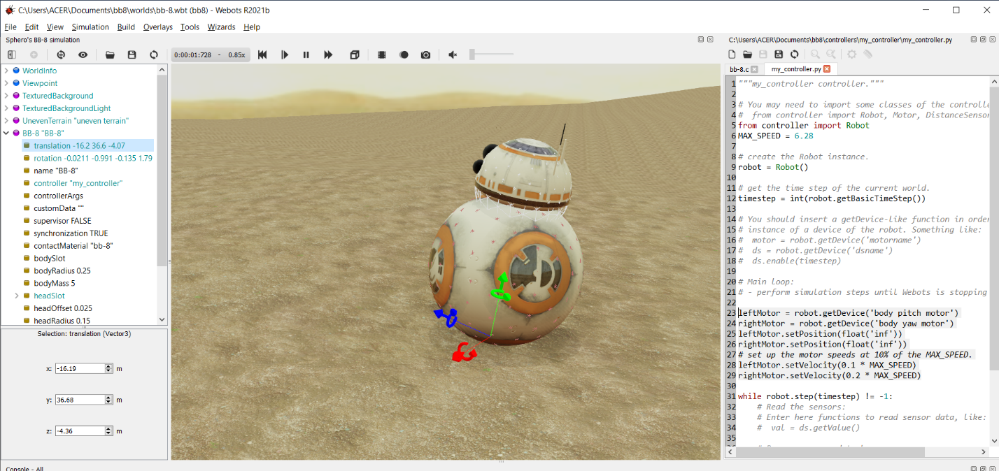 C:\Users\ACER\Documents\bb8\worlds\bb-8.wbt (bb8) - Webots R2021b
File Edit View Simulation Build Overlays Tools Wizards Help
Sphero's BB-8 simulation
0:00:01:728 - 0.85x
WorldInfo
Viewpoint
TexturedBackground
TexturedBackgroundLight
UnevenTerrain "uneven terrain"
BB-8 "BB-8"
translation -16.2 36.6 -4.07
rotation -0.0211 -0.991 -0.135 1.79
name "BB-8"
controller "my_controller"
controllerArgs
customData ""
supervisor FALSE
synchronization TRUE
contactMaterial "bb-8"
bodySlot
bodyRadius 0.25
bodyMass 5
headSlot
headOffset 0.025
headRadius 0.15
Selection: translation (Vector3)
x: -16.19 m
y: 36.68 m
z: -4.36 m
Console - All
C:\Users\ACER\Documents\bb8\controllers\my_controller\my_controller.py
bb-8.c my_controller.py
1 """my_controller controller."""
2
3 # You may need to import some classes of the controlle
4 #  from controller import Robot, Motor, DistanceSensor
5 from controller import Robot
6 MAX_SPEED = 6.28
7
8 # create the Robot instance.
9 robot = Robot()
10
11 # get the time step of the current world.
12 timestep = int(robot.getBasicTimeStep())
13
14 # You should insert a getDevice-like function in order
15 # instance of a device of the robot. Something like:
16 #  motor = robot.getDevice('motorname')
17 #  ds = robot.getDevice('dsname')
18 #  ds.enable(timestep)
19
20 # Main loop:
21 # - perform simulation steps until Webots is stopping
22
23 leftMotor = robot.getDevice('body pitch motor')
24 rightMotor = robot.getDevice('body yaw motor')
25 leftMotor.setPosition(float('inf'))
26 rightMotor.setPosition(float('inf'))
27 # set up the motor speeds at 10% of the MAX_SPEED.
28 leftMotor.setVelocity(0.1 * MAX_SPEED)
29 rightMotor.setVelocity(0.2 * MAX_SPEED)
30
31 while robot.step(timestep) != -1:
32     # Read the sensors:
33     # Enter here functions to read sensor data, like:
34     #  val = ds.getValue()
35